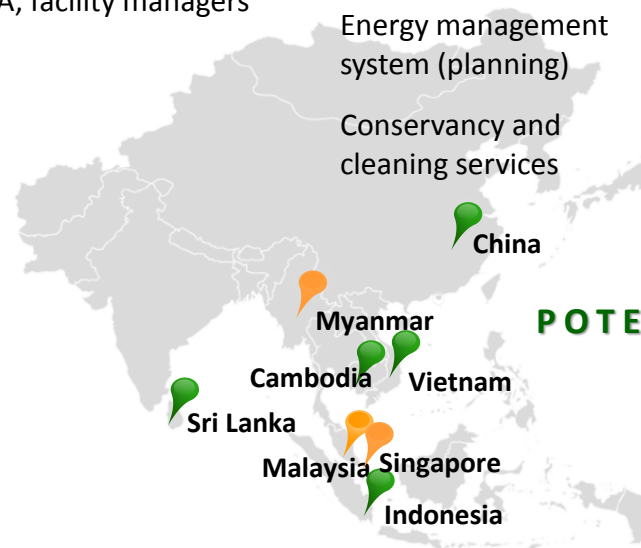 A, facility managers
Energy management
system (planning)
Conservancy and
cleaning services
China
Myanmar
POTE
Cambodia
Vietnam
Sri Lanka
Malaysia
Singapore
Indonesia